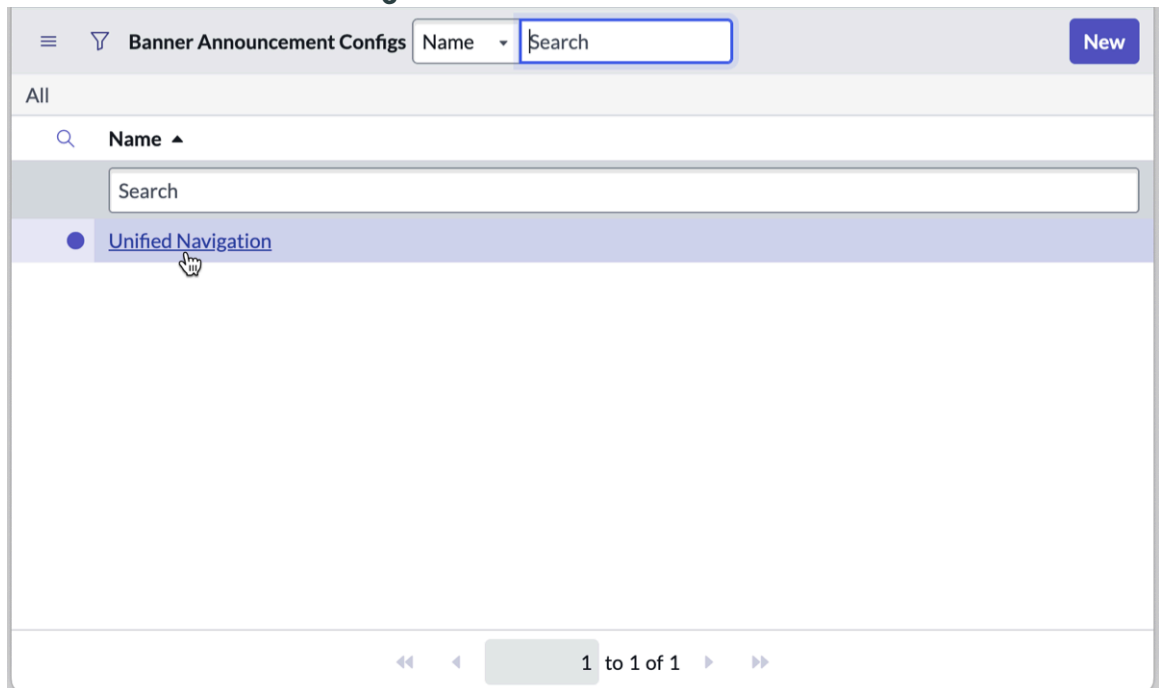 Banner Announcement Configs Name Search New
All
Name
Search
Unified Navigation
1 to 1 of 1